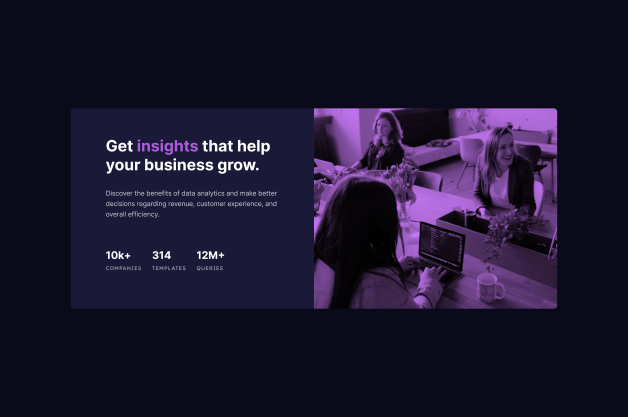 Get insights that help
your business grow.
Discover the benefits of data analytics and make better
decisions regarding revenue, customer experience, and
overall efficiency.
10k+ 314 12M+
COMPANIES TEMPLATES QUERIES